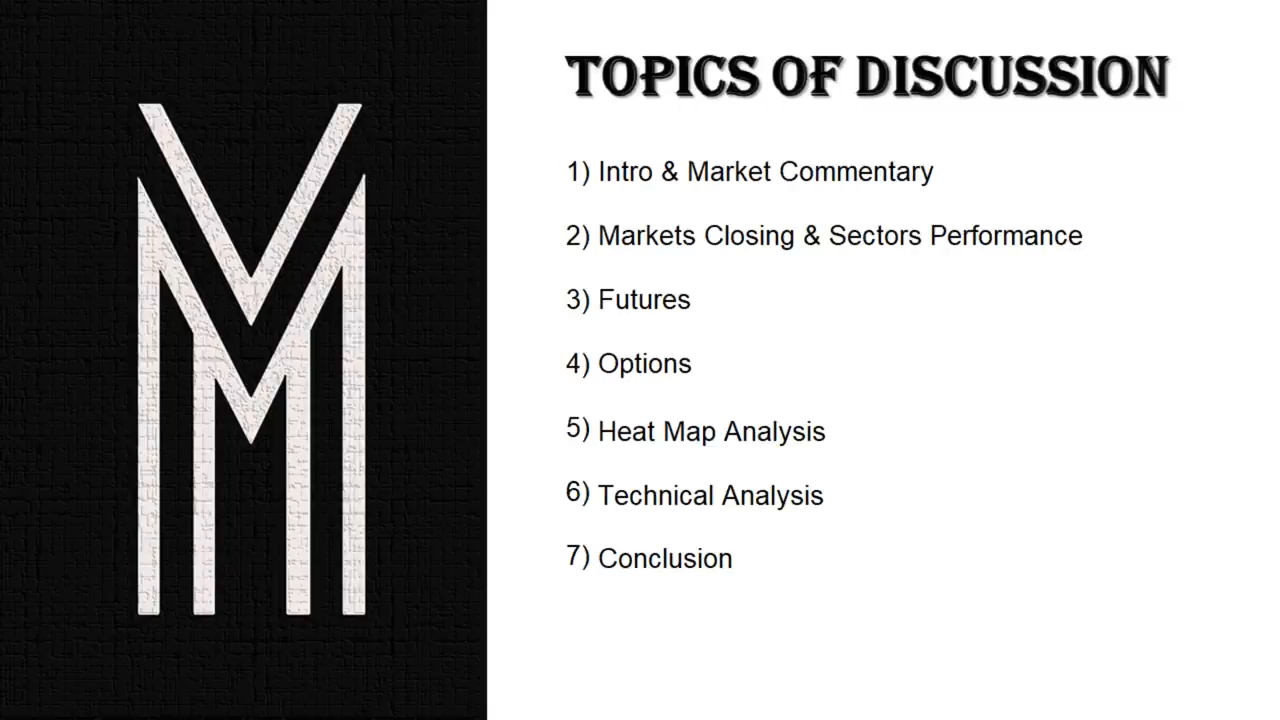 TOPICS OF DISCUSSION
1) Intro & Market Commentary
2) Markets Closing & Sectors Performance
3) Futures
4) Options
5) Heat Map Analysis
6) Technical Analysis
7) Conclusion